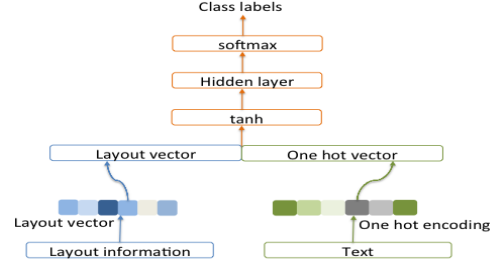 Class labels
softmax
Hidden layer
tanh
Layout vector
One hot vector
Layout vector
One hot encoding
Layout information
Text